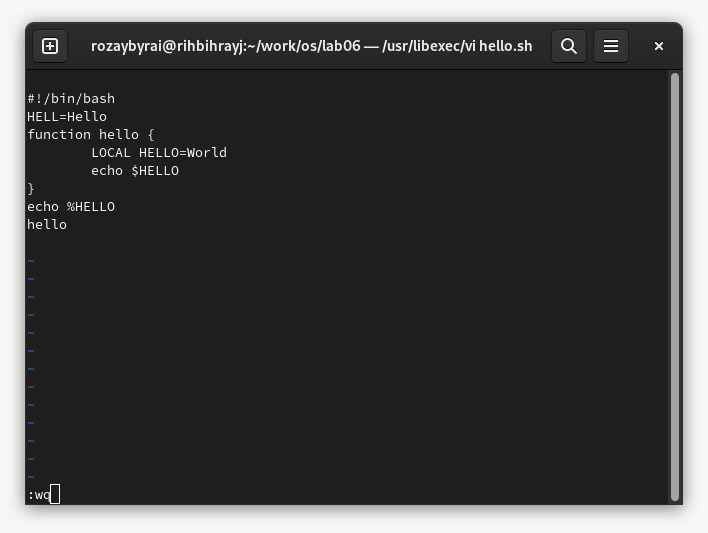 rozaybyrai@rihbihrayj:~/work/os/lab06 — /usr/libexec/vi hello.sh
#!/bin/bash
HELL=Hello
function hello {
        LOCAL HELLO=World
        echo $HELLO
}
echo %HELLO
hello
~
~
~
~
~
~
~
~
~
~
~
~
~
:wq